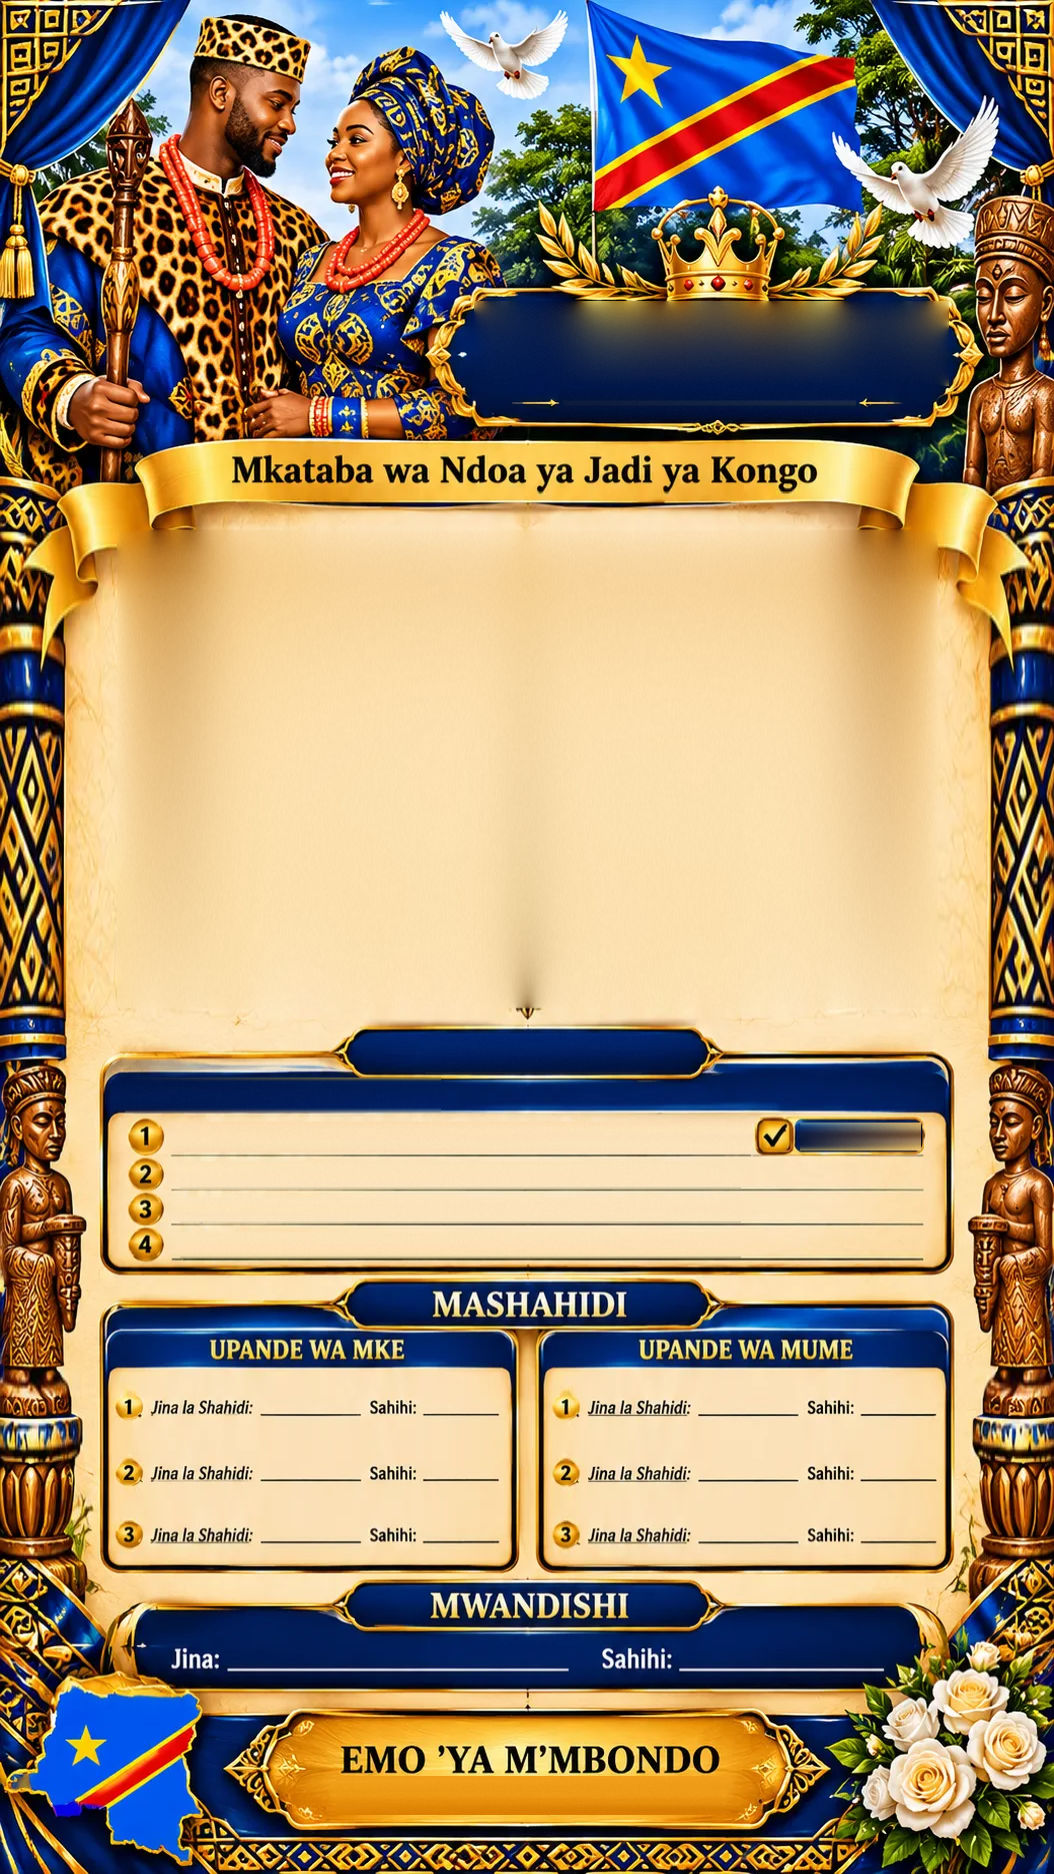 Mkataba wa Ndoa ya Jadi ya Kongo
1
2
3
4
MASHAHIDI
UPANDE WA MKE
1. Jina la Shahidi: Sahihi:
2. Jina la Shahidi: Sahihi:
3. Jina la Shahidi: Sahihi:
UPANDE WA MUME
1. Jina la Shahidi: Sahihi:
2. Jina la Shahidi: Sahihi:
3. Jina la Shahidi: Sahihi:
MWANDISHI
Jina: Sahihi:
EMO ’YA M’MBONDO